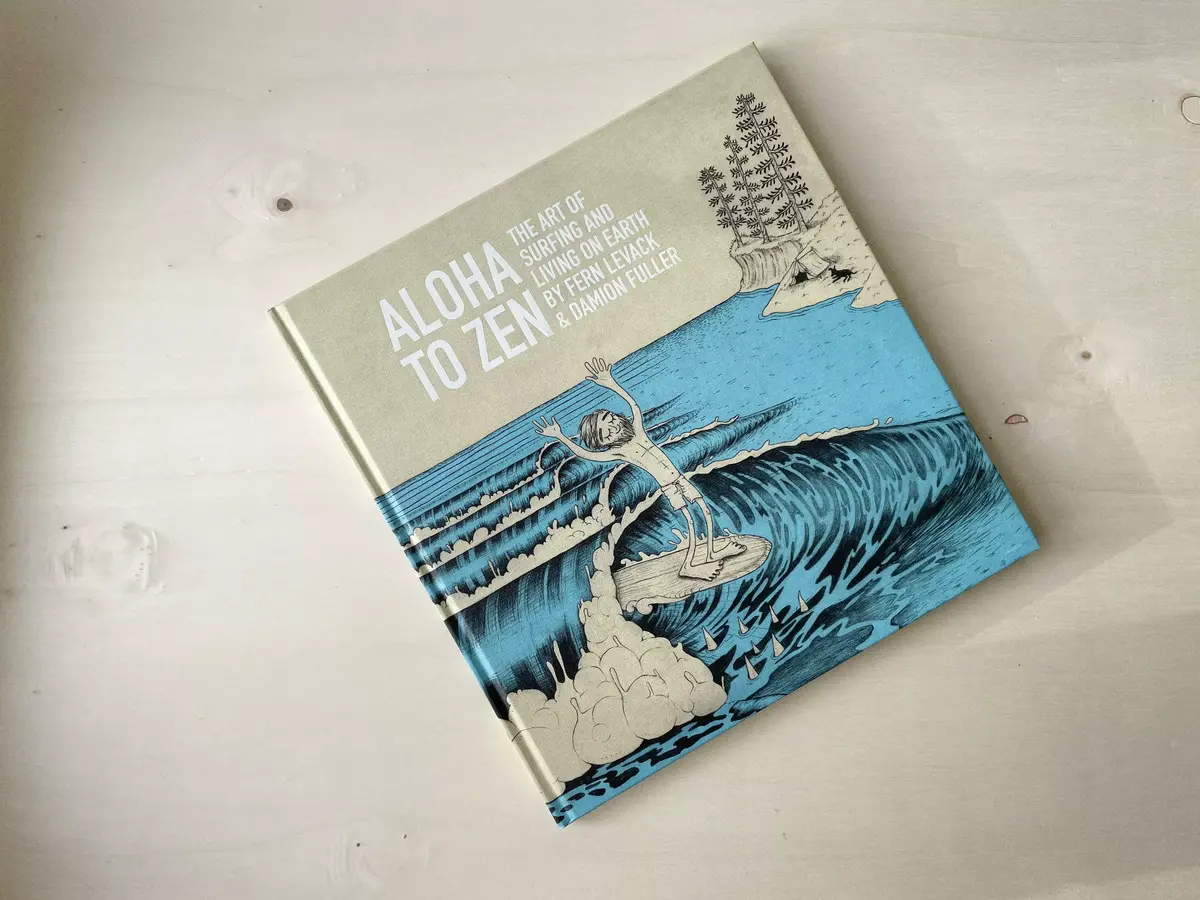 ALOHA
TO ZEN
THE ART OF
SURFING AND
LIVING ON EARTH
BY FERN LEVACK
& DAMION FULLER